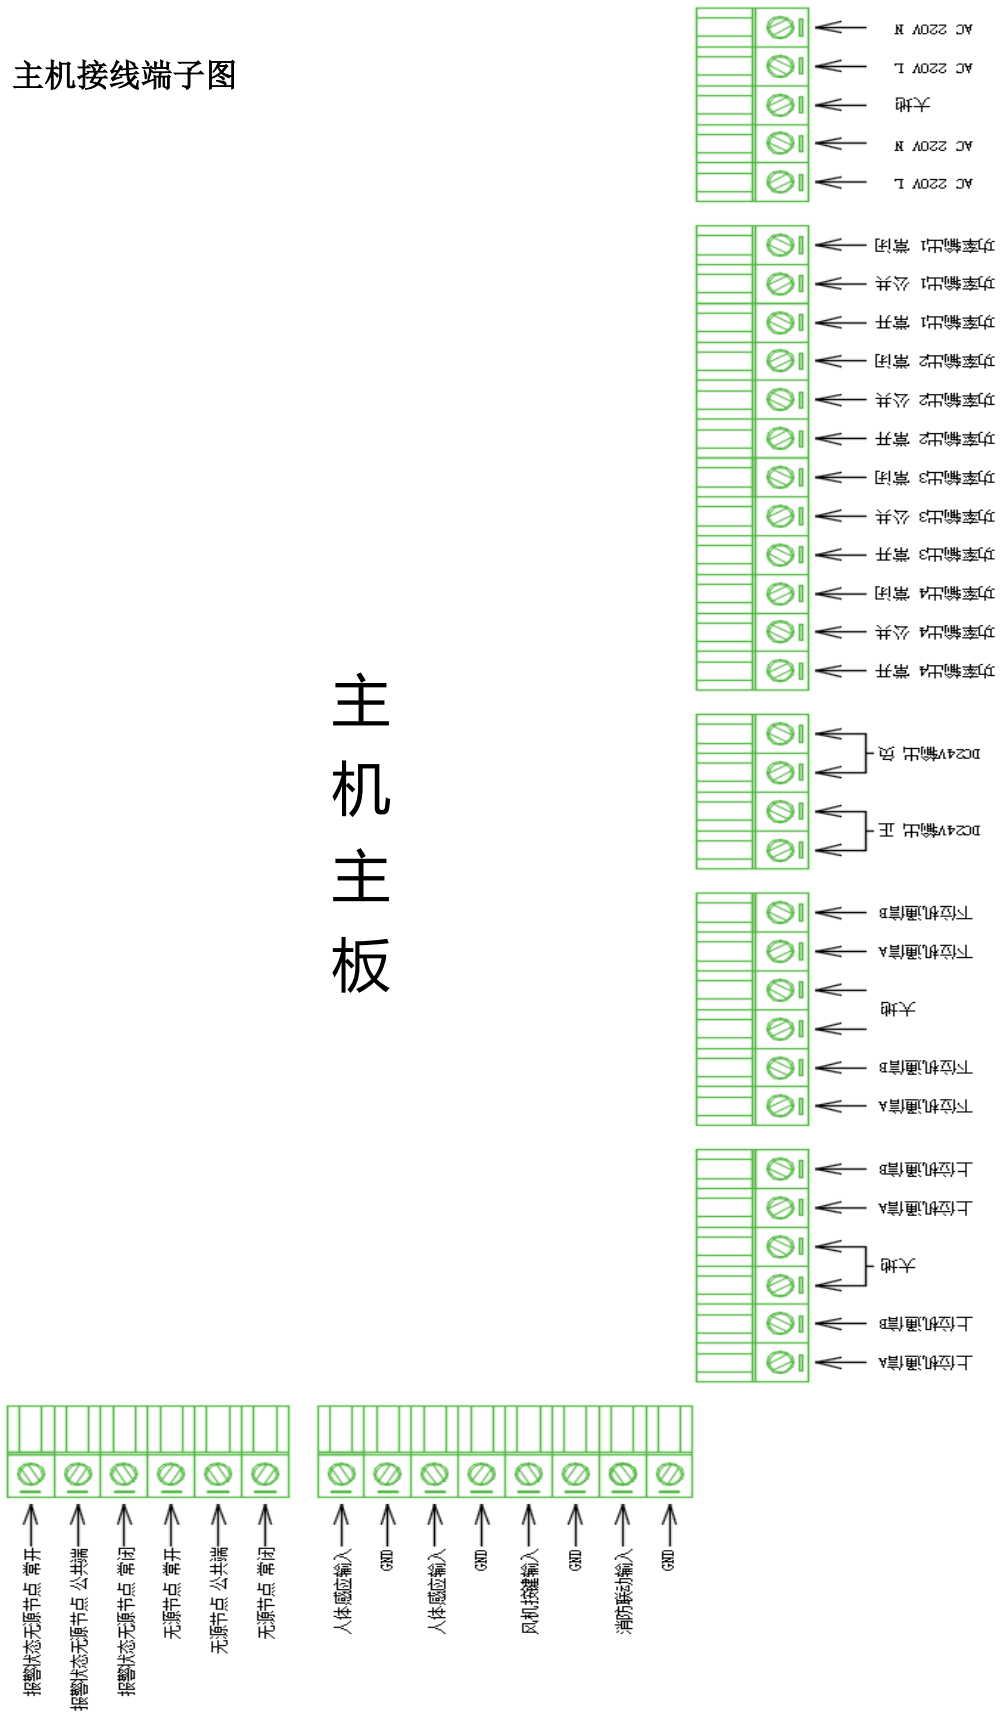 主机接线端子图
AC 220V N
AC 220V L
大地
AC 220V N
AC 220V L
功率输出1 常闭
功率输出1 公共
功率输出1 常开
功率输出2 常闭
功率输出2 公共
功率输出2 常开
功率输出3 常闭
功率输出3 公共
功率输出3 常开
功率输出4 常闭
功率输出4 公共
功率输出4 常开
DC24V输出 负
DC24V输出 正
下位机通信B
下位机通信A
大地
下位机通信B
下位机通信A
上位机通信B
上位机通信A
大地
上位机通信B
上位机通信A
主
机
主
板
报警状态无源节点 常开
报警状态无源节点 公共端
报警状态无源节点 常闭
无源节点 常开
无源节点 公共端
无源节点 常闭
人体感应输入
GND
人体感应输入
GND
风机按键输入
GND
消防联动输入
GND